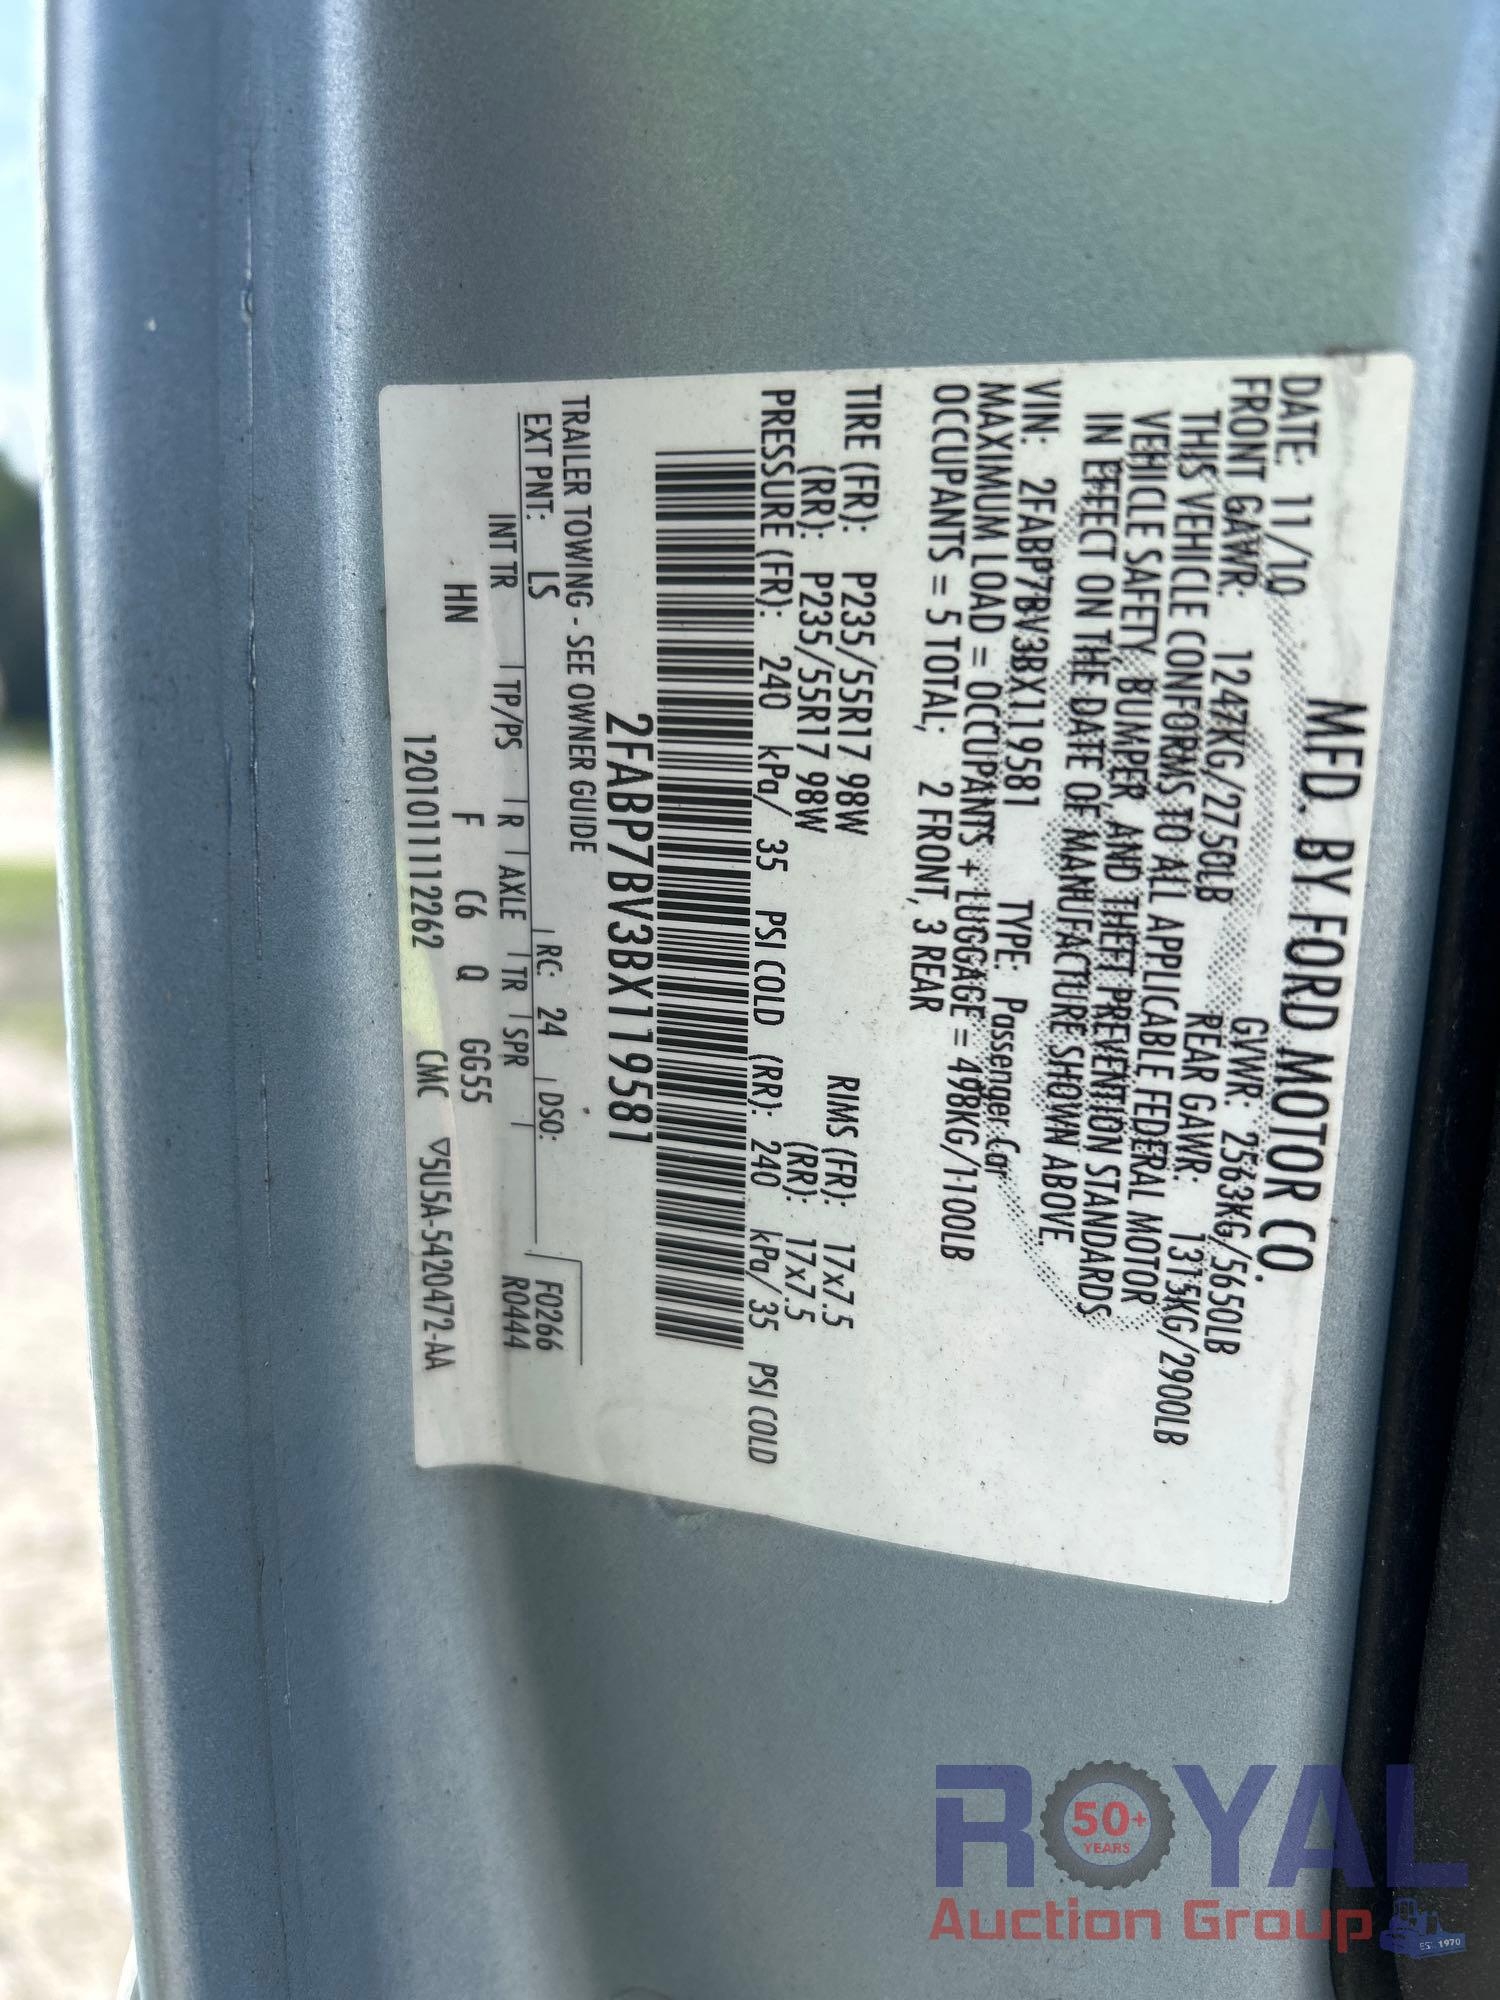 MFD. BY FORD MOTOR CO.
DATE: 11/10 GVWR: 2563KG/5650LB
FRONT GAWR: 1247KG/2750LB REAR GAWR: 1315KG/2900LB
THIS VEHICLE CONFORMS TO ALL APPLICABLE FEDERAL MOTOR
VEHICLE SAFETY, BUMPER, AND THEFT PREVENTION STANDARDS
IN EFFECT ON THE DATE OF MANUFACTURE SHOWN ABOVE.
VIN: 2FABP7BV3BX119581 TYPE: Passenger Car
MAXIMUM LOAD = OCCUPANTS + LUGGAGE = 498KG/1100LB
OCCUPANTS = 5 TOTAL; 2 FRONT, 3 REAR
TIRE (FR): P235/55R17 98W RIMS (FR): 17x7.5
(RR): P235/55R17 98W (RR): 17x7.5
PRESSURE (FR): 240 kPa/ 35 PSI COLD (RR): 240 kPa/35 PSI COLD
2FABP7BV3BX119581
TRAILER TOWING - SEE OWNER GUIDE
EXT PNT: LS RC: 24 DSO: F0266
INT TR TP/PS R AXLE TR SPR R0444
HN F C6 Q GG55
12010111112262 CMC ▽5U5A-5420472-AA
ROYAL
50+
YEARS
Auction Group
EST 1970